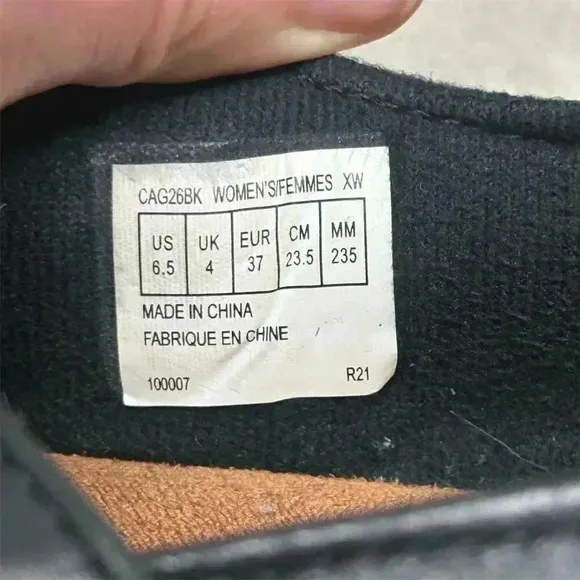 CAG26BK WOMEN'S/FEMMES XW
US UK EUR CM MM
6.5 4 37 23.5 235
MADE IN CHINA
FABRIQUE EN CHINE
100007 R21